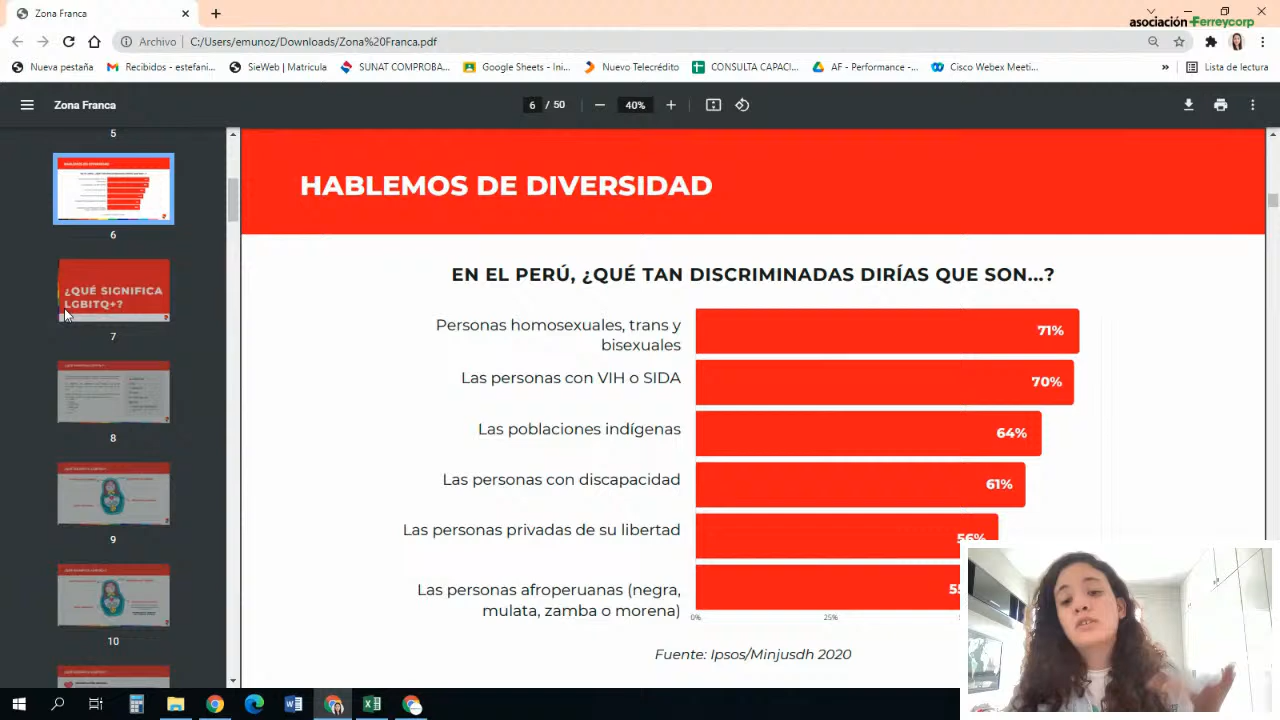 Zona Franca
asociación Ferreycorp
Archivo C:/Users/emunoz/Downloads/Zona%20Franca.pdf
Nueva pestaña Recibidos - estefani... SieWeb | Matricula SUNAT COMPROBA... Google Sheets - Ini... Nuevo Telecrédito CONSULTA CAPACI... AF - Performance -... Cisco Webex Meeti... » Lista de lectura
Zona Franca 6 / 50 40%
5
6
¿QUÉ SIGNIFICA
LGBITQ+?
7
8
9
10
HABLEMOS DE DIVERSIDAD
EN EL PERÚ, ¿QUÉ TAN DISCRIMINADAS DIRÍAS QUE SON...?
Personas homosexuales, trans y
bisexuales
71%
Las personas con VIH o SIDA 70%
Las poblaciones indígenas 64%
Las personas con discapacidad 61%
Las personas privadas de su libertad 56%
Las personas afroperuanas (negra,
mulata, zamba o morena)
0% 25%
Fuente: Ipsos/Minjusdh 2020